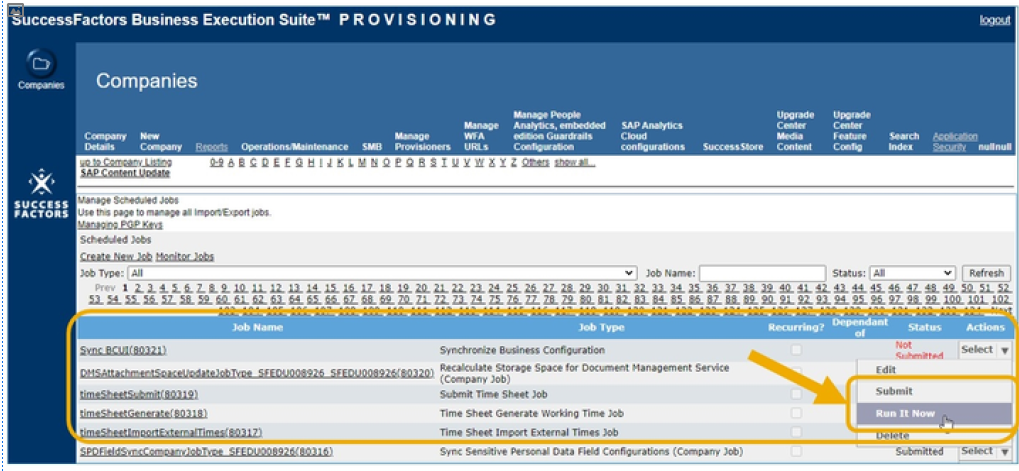 SuccessFactors Business Execution Suite™ PROVISIONING
logout
Companies
Companies
Company Details
New Company
Reports
Operations/Maintenance
SMB
Manage Provisioners
Manage WFA URLs
Manage People Analytics, embedded edition Guardrails Configuration
SAP Analytics Cloud configurations
SuccessStore
Upgrade Center Media Content
Upgrade Center Feature Config
Search Index
Application Security
nullnull
up to Company Listing 0-9 A B C D E F G H I J K L M N O P Q R S T U V W X Y Z Others show all...
SAP Content Update
SUCCESS FACTORS
Manage Scheduled Jobs
Use this page to manage all Import/Export jobs.
Managing PGP Keys
Scheduled Jobs
Create New Job Monitor Jobs
Job Type: All Job Name: Status: All Refresh
Prev 1 2 3 4 5 6 7 8 9 10 11 12 13 14 15 16 17 18 19 20 21 22 23 24 25 26 27 28 29 30 31 32 33 34 35 36 37 38 39 40 41 42 43 44 45 46 47 48 49 50 51 52
53 54 55 56 57 58 59 60 61 62 63 64 65 66 67 68 69 70 71 72 73 74 75 76 77 78 79 80 81 82 83 84 85 86 87 88 89 90 91 92 93 94 95 96 97 98 99 100 101 102
Next
Job Name Job Type Recurring? Dependant of Status Actions
Sync BCUI(80321) Synchronize Business Configuration Not Submitted Select
DMSAttachmentSpaceUpdateJobType_SFEDU008926_SFEDU008926(80320) Recalculate Storage Space for Document Management Service (Company Job)
Edit
timeSheetSubmit(80319) Submit Time Sheet Job
Submit
timeSheetGenerate(80318) Time Sheet Generate Working Time Job
Run It Now
timeSheetImportExternalTimes(80317) Time Sheet Import External Times Job
Delete
SPDFieldSyncCompanyJobType_SFEDU008926(80316) Sync Sensitive Personal Data Field Configurations (Company Job) Submitted Select